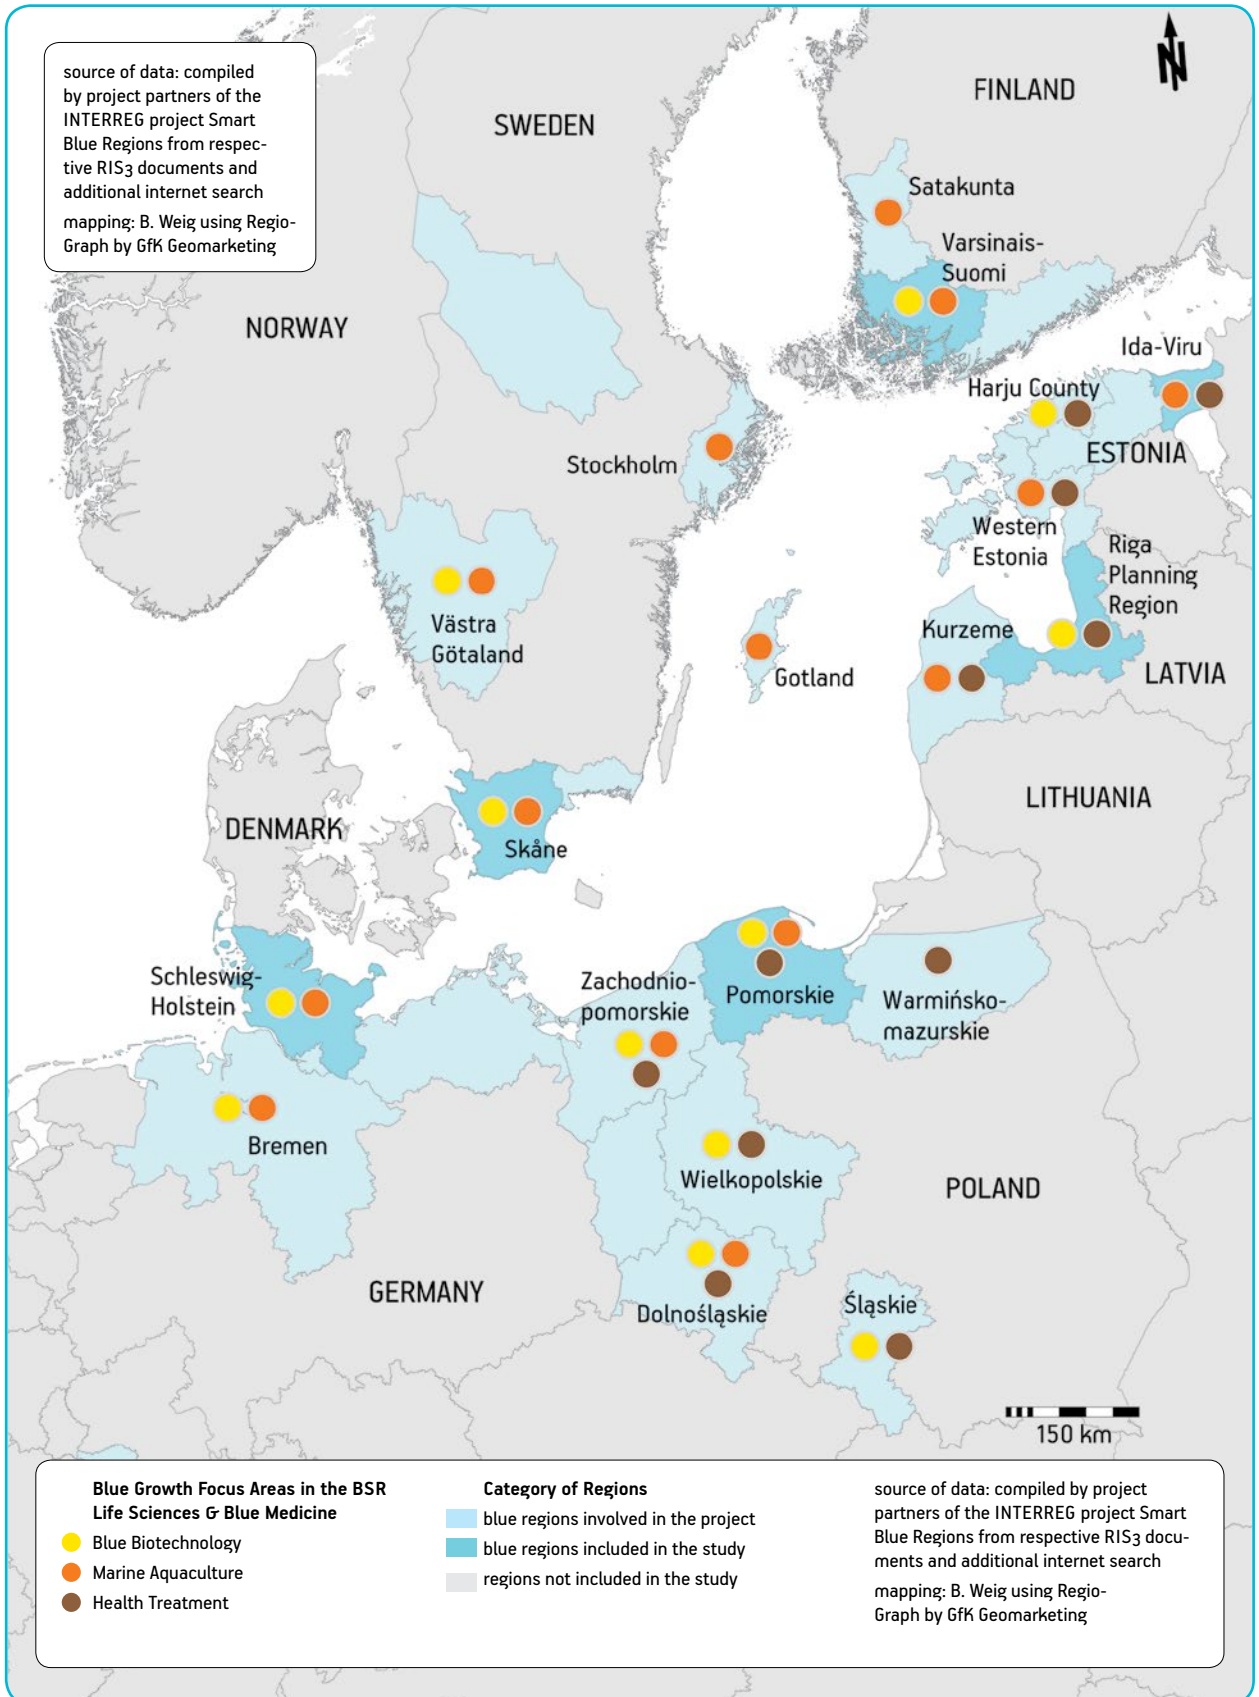 source of data: compiled
by project partners of the
INTERREG project Smart
Blue Regions from respec-
tive RIS3 documents and
additional internet search
mapping: B. Weig using Regio-
Graph by GfK Geomarketing
N
FINLAND
SWEDEN
Satakunta
Varsinais-
Suomi
NORWAY
Ida-Viru
Harju County
ESTONIA
Stockholm
Western
Estonia
Riga
Planning
Region
Västra
Götaland
Kurzeme
Gotland
LATVIA
LITHUANIA
DENMARK
Skåne
Schleswig-
Holstein
Zachodnio-
pomorskie
Pomorskie
Warmińsko-
mazurskie
Bremen
Wielkopolskie
POLAND
GERMANY
Dolnośląskie
Śląskie
150 km
Blue Growth Focus Areas in the BSR
Life Sciences & Blue Medicine
Blue Biotechnology
Marine Aquaculture
Health Treatment
Category of Regions
blue regions involved in the project
blue regions included in the study
regions not included in the study
source of data: compiled by project
partners of the INTERREG project Smart
Blue Regions from respective RIS3 docu-
ments and additional internet search
mapping: B. Weig using Regio-
Graph by GfK Geomarketing